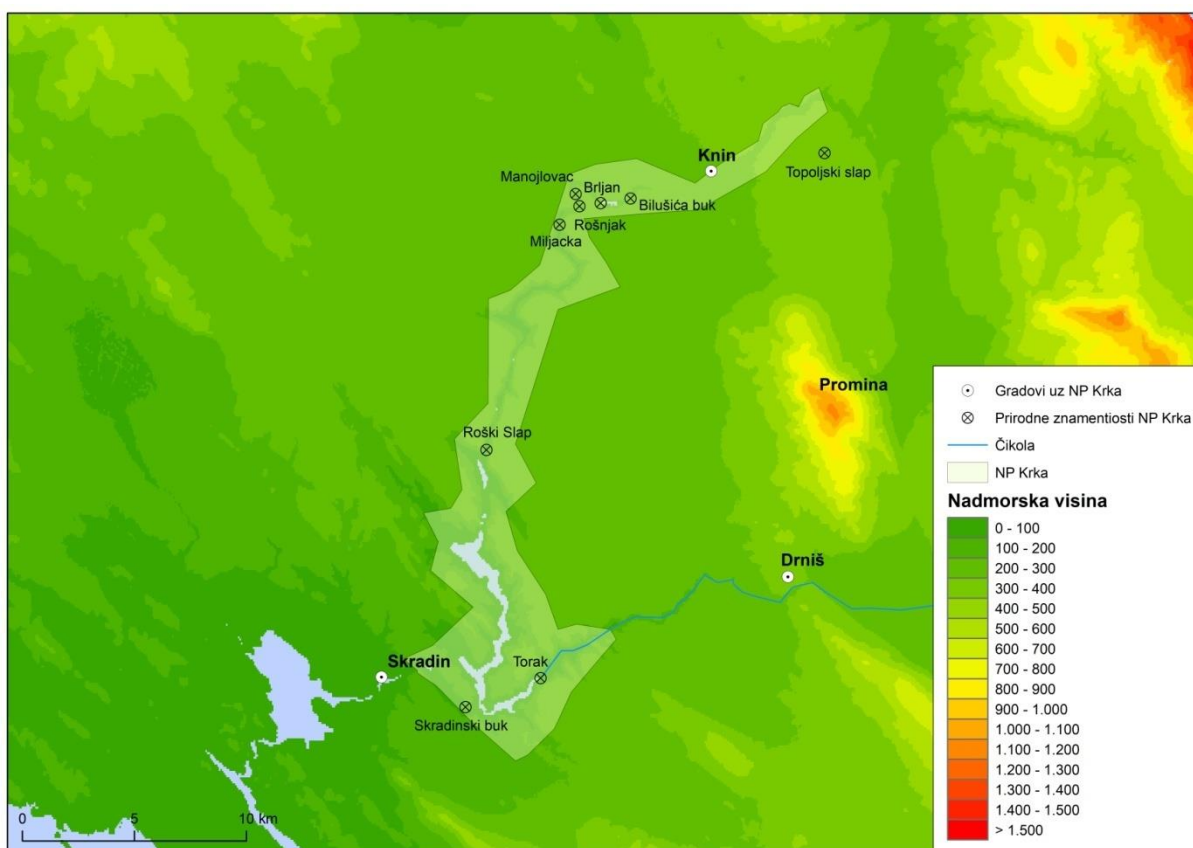 Knin
Topoljski slap
Manojlovac
Brljan
Bilušića buk
Rošnjak
Miljacka
Promina
Roški Slap
Drniš
Skradin
Torak
Skradinski buk
0
10 km
Gradovi uz NP Krka
Prirodne znamentiosti NP Krka
Čikola
NP Krka
Nadmorska visina
0 - 100
100 - 200
200 - 300
300 - 400
400 - 500
500 - 600
600 - 700
700 - 800
800 - 900
900 - 1.000
1.000 - 1.100
1.100 - 1.200
1.200 - 1.300
1.300 - 1.400
1.400 - 1.500
> 1.500